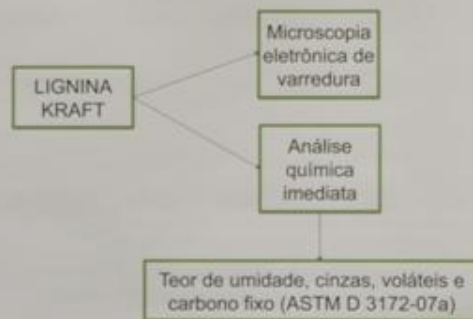 Microscopia
eletrônica de
varredura
LIGNINA
KRAFT
Análise
química
imediata
Teor de umidade, cinzas, voláteis e
carbono fixo (ASTM D 3172-07a)